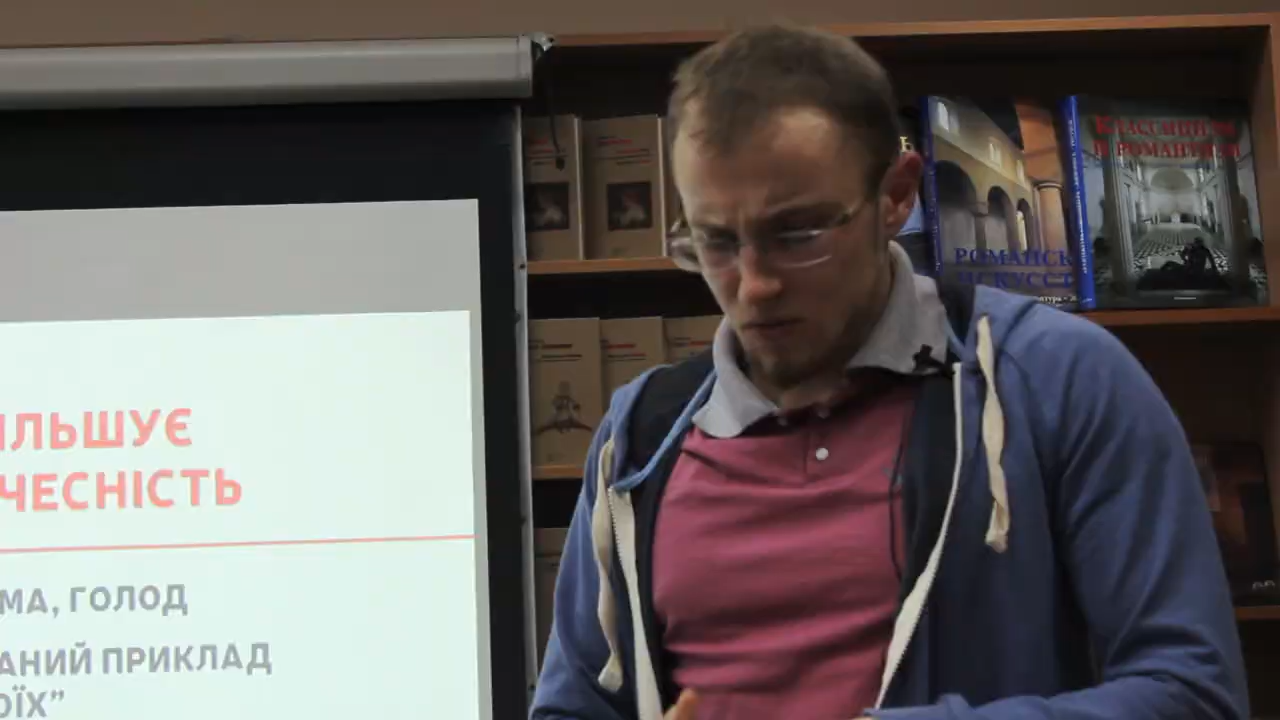 ІЛЬШУЄ
ЧЕСНІСТЬ
МА, ГОЛОД
АНИЙ ПРИКЛАД
ОЇХ”
РОМАНСК
ИСКУССТ
КЛАССИЦИЗМ
И РОМАНТИЗМ